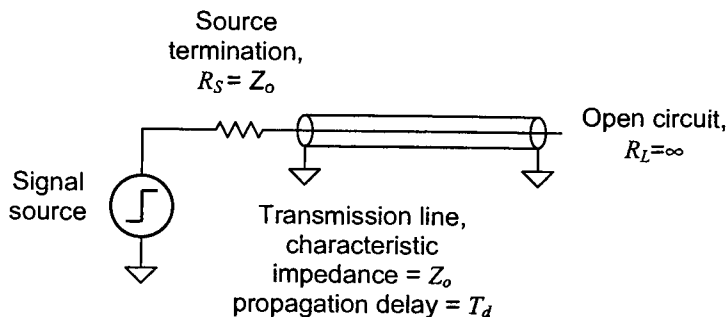 Source
termination,
R_S = Z_o
Open circuit,
R_L=∞
Signal
source
Transmission line,
characteristic
impedance = Z_o
propagation delay = T_d